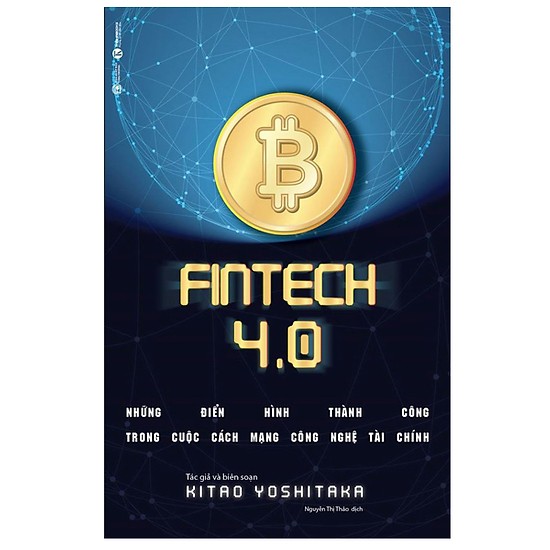 FINTECH
4.0
NHỮNG ĐIỂN HÌNH THÀNH CÔNG
TRONG CUỘC CÁCH MẠNG CÔNG NGHỆ TÀI CHÍNH
Tác giả và biên soạn
KITAO YOSHITAKA
Nguyễn Thị Thảo dịch